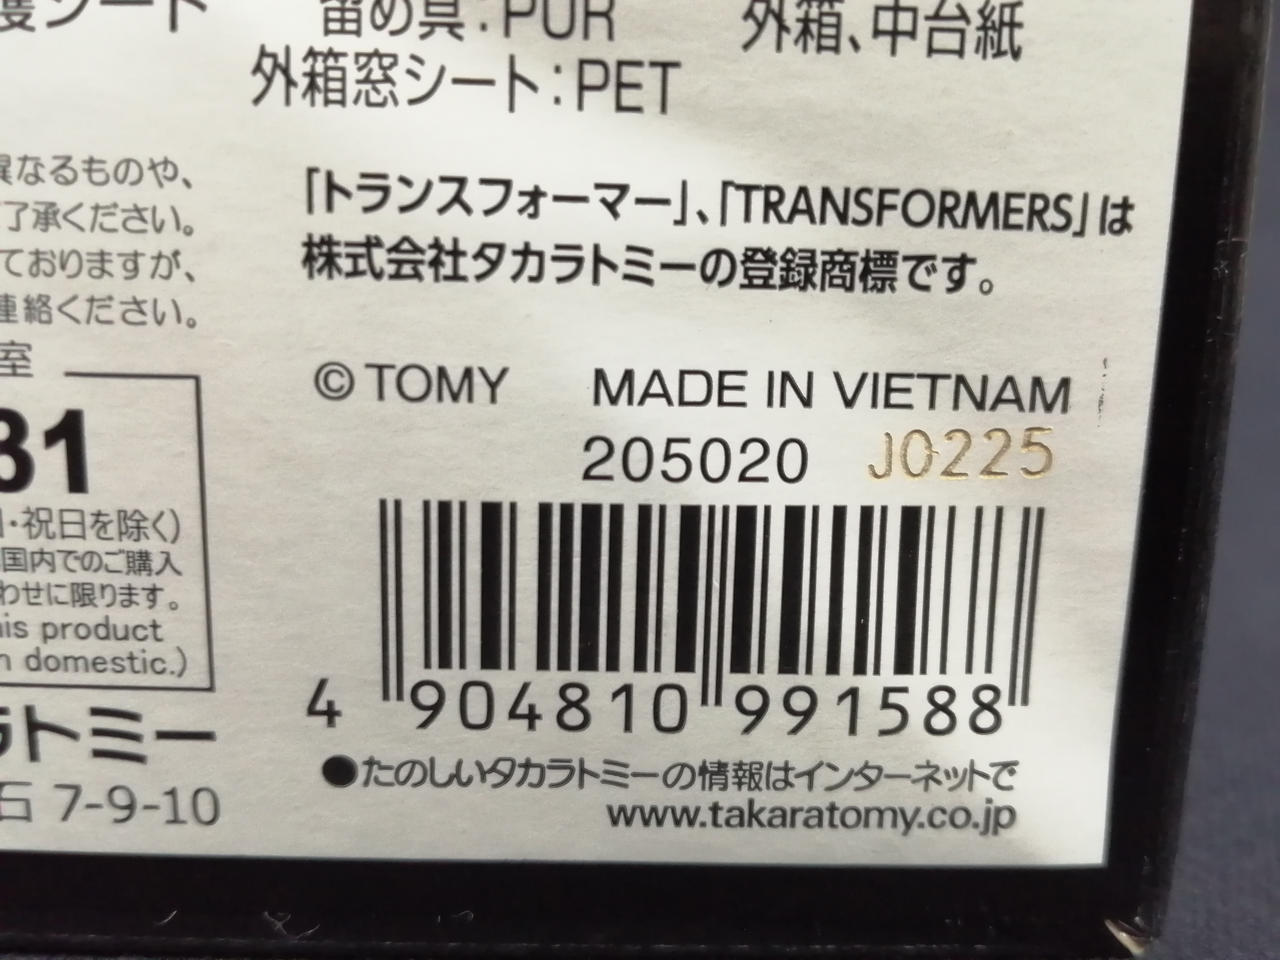 護シート
留め具:PUR
外箱、中台紙
外箱窓シート:PET
異なるものや、
了承ください。
ておりますが、
連絡ください。
室
「トランスフォーマー」、「TRANSFORMERS」は
株式会社タカラトミーの登録商標です。
© TOMY MADE IN VIETNAM
205020 J0225
81
日・祝日を除く)
国内でのご購入
わせに限ります。
his product
n domestic.)
ラトミー
石 7-9-10
4 904810 991588
●たのしいタカラトミーの情報はインターネットで
www.takaratomy.co.jp